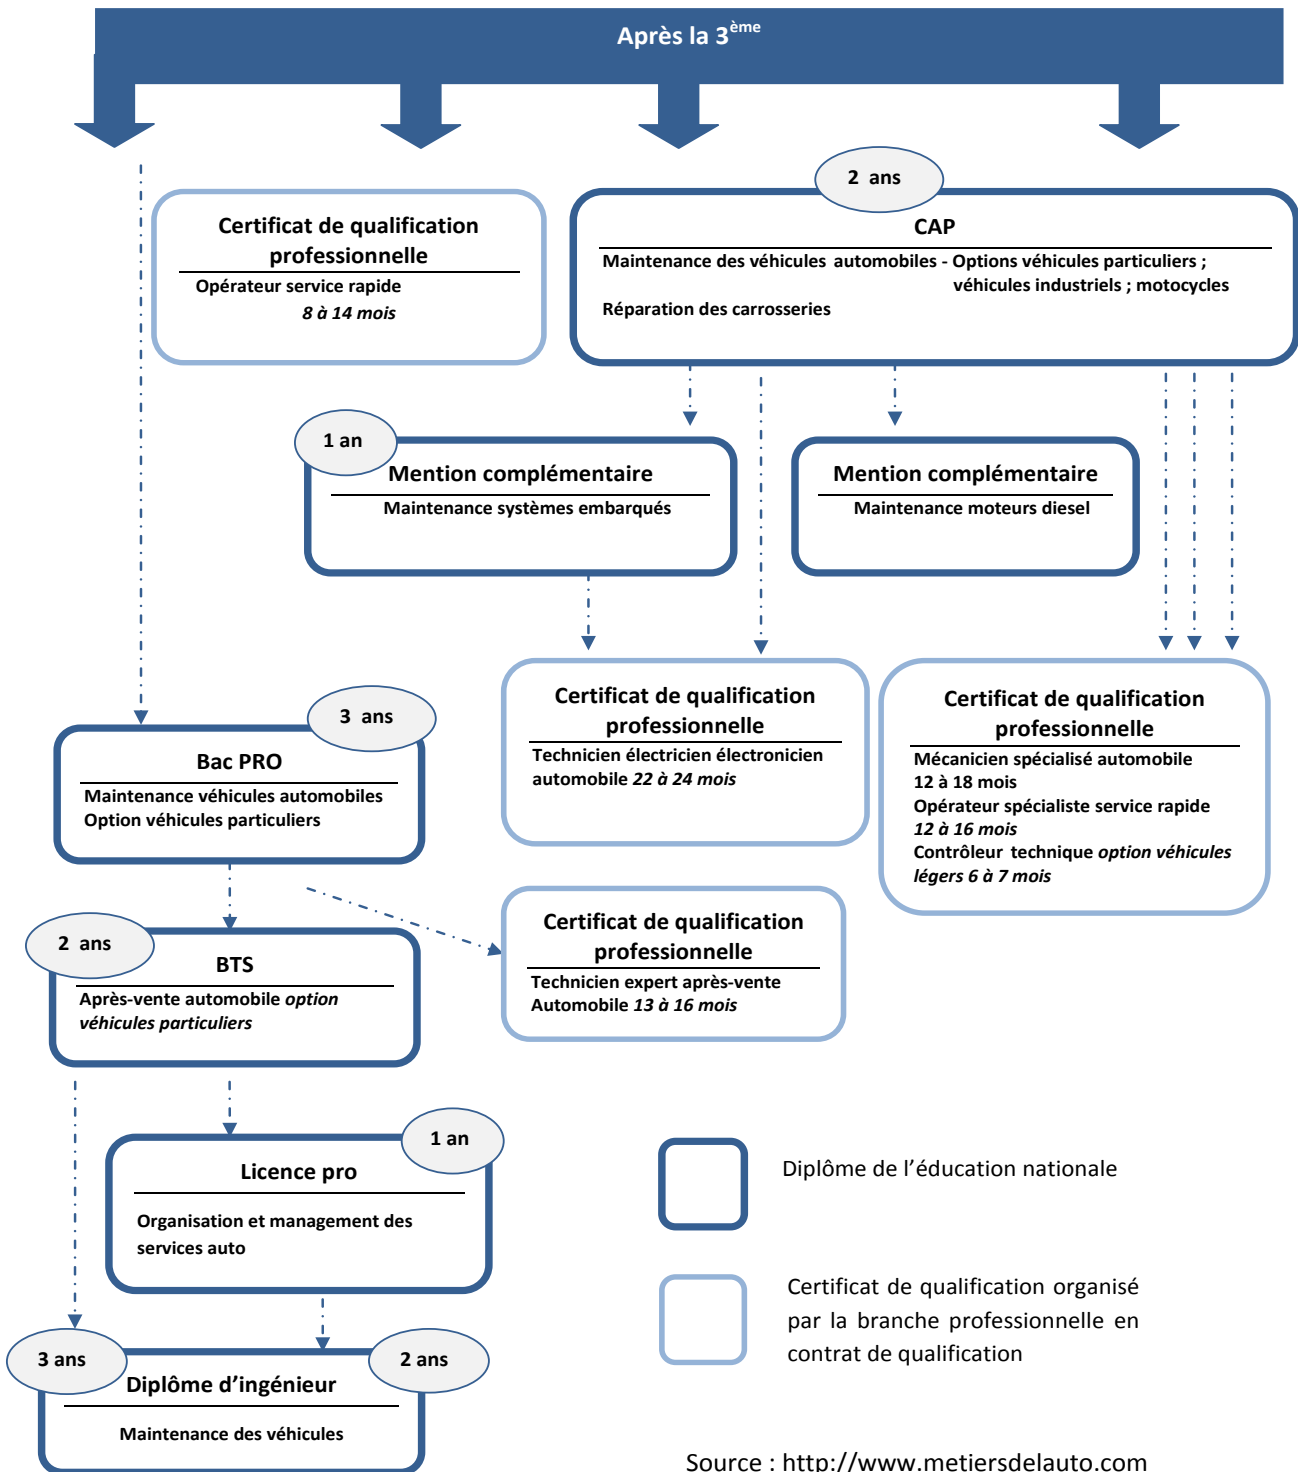 Après la 3ème
2 ans
Certificat de qualification
professionnelle
Opérateur service rapide
8 à 14 mois
CAP
Maintenance des véhicules automobiles - Options véhicules particuliers ;
véhicules industriels ; motocycles
Réparation des carrosseries
1 an
Mention complémentaire
Maintenance systèmes embarqués
Mention complémentaire
Maintenance moteurs diesel
3 ans
Bac PRO
Maintenance véhicules automobiles
Option véhicules particuliers
Certificat de qualification
professionnelle
Technicien électricien électronicien
automobile 22 à 24 mois
Certificat de qualification
professionnelle
Mécanicien spécialisé automobile
12 à 18 mois
Opérateur spécialiste service rapide
12 à 16 mois
Contrôleur technique option véhicules
légers 6 à 7 mois
2 ans
BTS
Après-vente automobile option
véhicules particuliers
Certificat de qualification
professionnelle
Technicien expert après-vente
Automobile 13 à 16 mois
1 an
Licence pro
Organisation et management des
services auto
Diplôme de l'éducation nationale
Certificat de qualification organisé
par la branche professionnelle en
contrat de qualification
3 ans
2 ans
Diplôme d'ingénieur
Maintenance des véhicules
Source : http://www.metiersdelauto.com